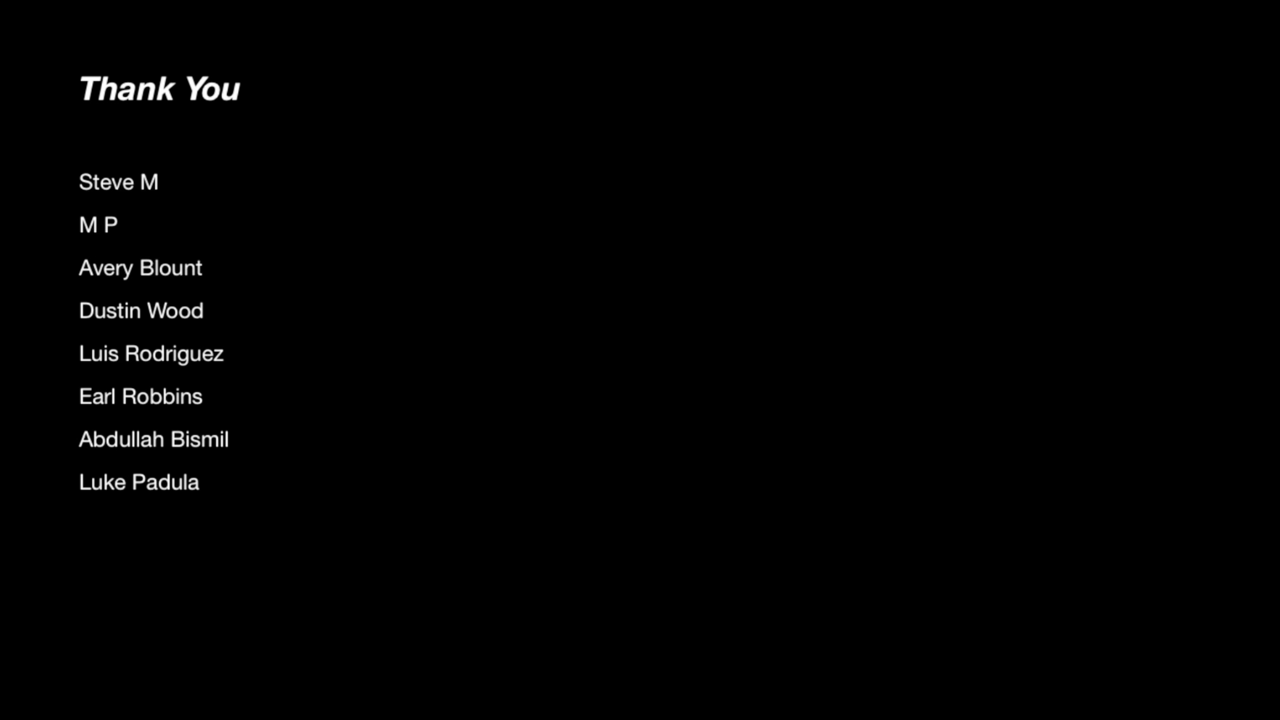 Thank You
Steve M
M P
Avery Blount
Dustin Wood
Luis Rodriguez
Earl Robbins
Abdullah Bismil
Luke Padula